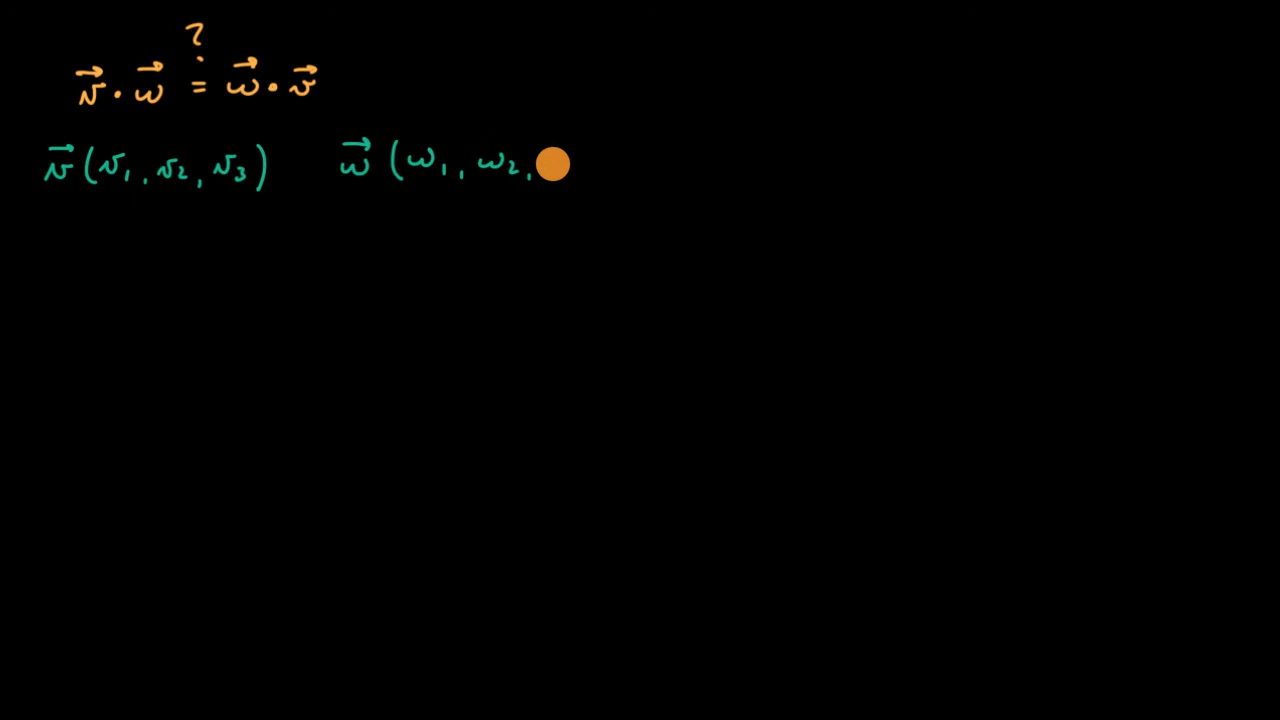 ?
v⃗ · w⃗ = w⃗ · v⃗
v⃗ (v₁, v₂, v₃) w⃗ (w₁, w₂,